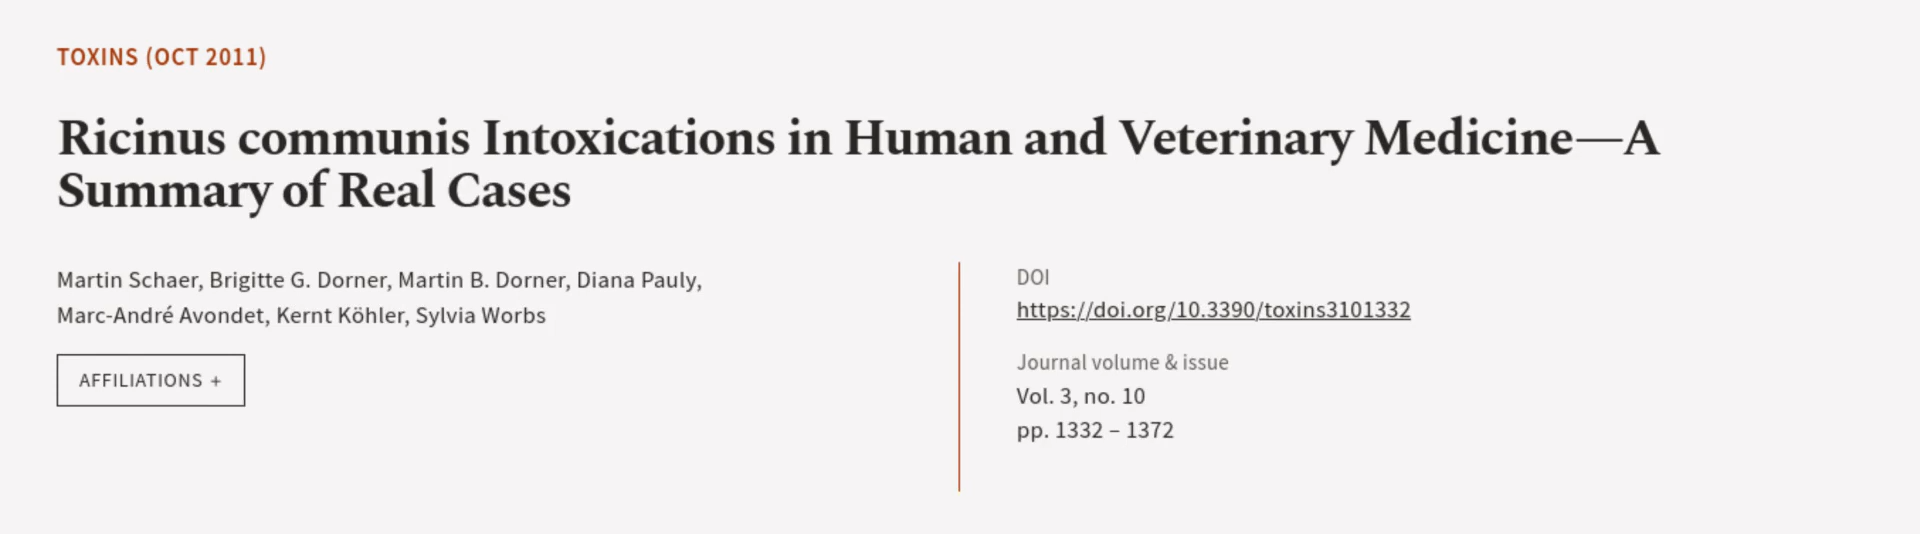 TOXINS (OCT 2011)
Ricinus communis Intoxications in Human and Veterinary Medicine—A
Summary of Real Cases
Martin Schaer, Brigitte G. Dorner, Martin B. Dorner, Diana Pauly,
Marc-André Avondet, Kernt Köhler, Sylvia Worbs
AFFILIATIONS +
DOI
https://doi.org/10.3390/toxins3101332
Journal volume & issue
Vol. 3, no. 10
pp. 1332 – 1372